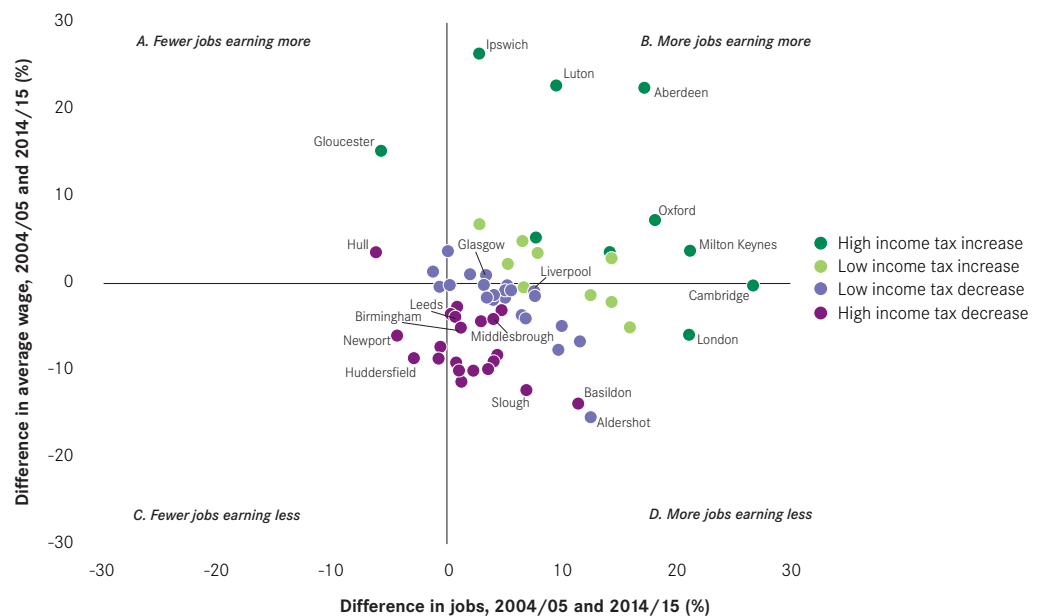 Difference in average wage, 2004/05 and 2014/15 (%)
30
20
10
0
-10
-20
-30
A. Fewer jobs earning more
B. More jobs earning more
Ipswich
Luton
Aberdeen
Gloucester
Oxford
Hull
Glasgow
Milton Keynes
Liverpool
Cambridge
Leeds
Birmingham
Newport
Middlesbrough
London
Huddersfield
Slough
Basildon
Aldershot
High income tax increase
Low income tax increase
Low income tax decrease
High income tax decrease
C. Fewer jobs earning less
D. More jobs earning less
-30
-20
-10
0
10
20
30
Difference in jobs, 2004/05 and 2014/15 (%)